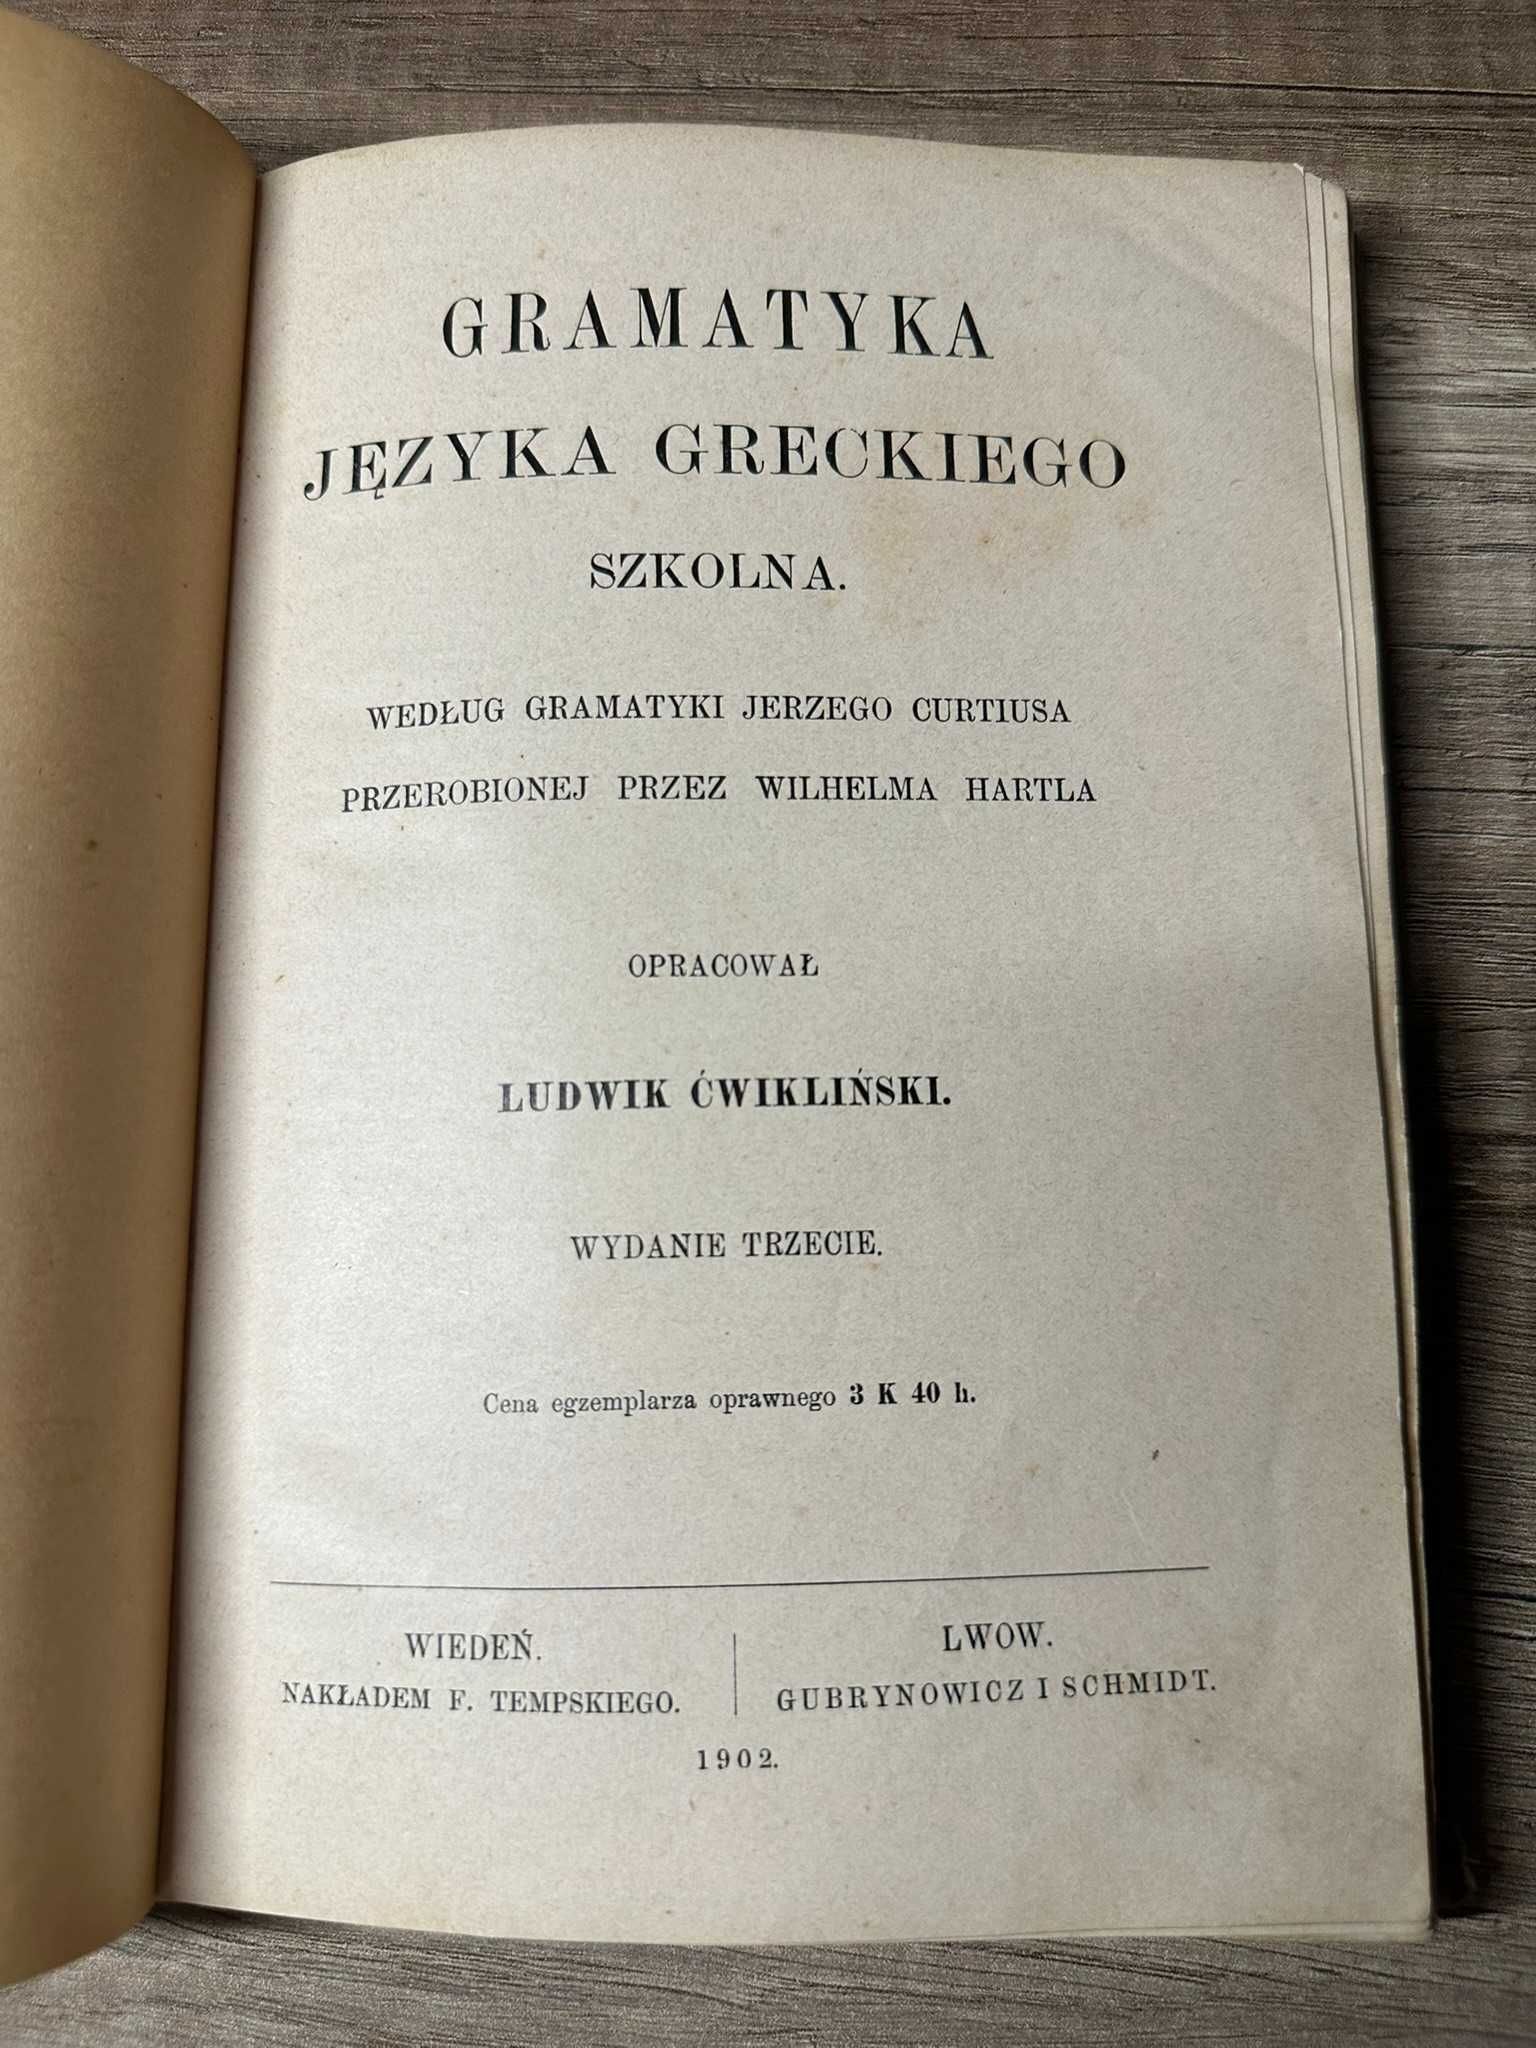 GRAMATYKA
JĘZYKA GRECKIEGO
SZKOLNA.
WEDŁUG GRAMATYKI JERZEGO CURTIUSA
PRZEROBIONEJ PRZEZ WILHELMA HARTLA
OPRACOWAŁ
LUDWIK ĆWIKLIŃSKI.
WYDANIE TRZECIE.
Cena egzemplarza oprawnego 3 K 40 h.
WIEDEŃ.
NAKŁADEM F. TEMPSKIEGO.
LWOW.
GUBRYNOWICZ I SCHMIDT.
1902.